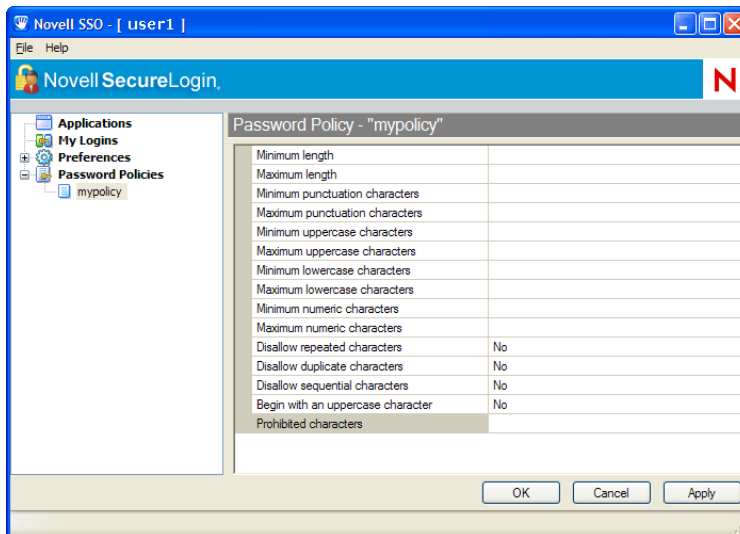 Novell SSO - [ user1 ]
File Help
Novell SecureLogin.
N
Applications
My Logins
Preferences
Password Policies
mypolicy
Password Policy - "mypolicy"
Minimum length
Maximum length
Minimum punctuation characters
Maximum punctuation characters
Minimum uppercase characters
Maximum uppercase characters
Minimum lowercase characters
Maximum lowercase characters
Minimum numeric characters
Maximum numeric characters
Disallow repeated characters No
Disallow duplicate characters No
Disallow sequential characters No
Begin with an uppercase character No
Prohibited characters
OK Cancel Apply